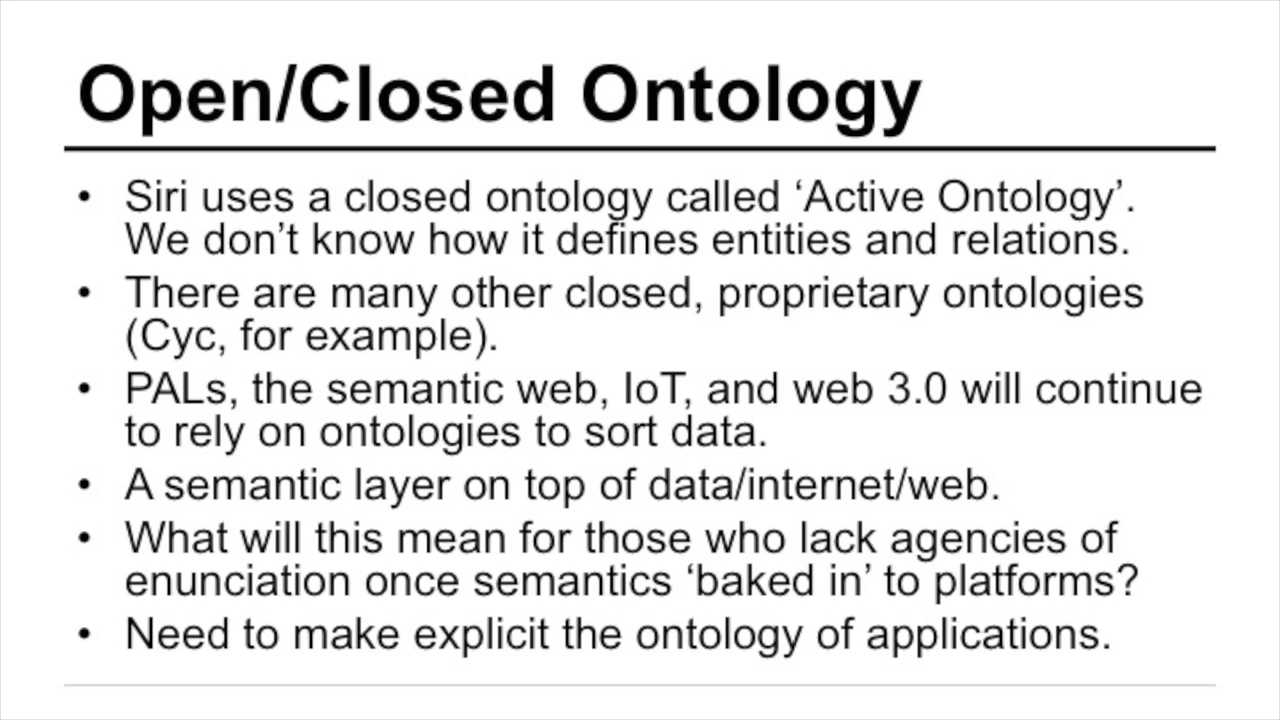 Open/Closed Ontology
• Siri uses a closed ontology called ‘Active Ontology’.
We don’t know how it defines entities and relations.
• There are many other closed, proprietary ontologies
(Cyc, for example).
• PALs, the semantic web, IoT, and web 3.0 will continue
to rely on ontologies to sort data.
• A semantic layer on top of data/internet/web.
• What will this mean for those who lack agencies of
enunciation once semantics ‘baked in’ to platforms?
• Need to make explicit the ontology of applications.